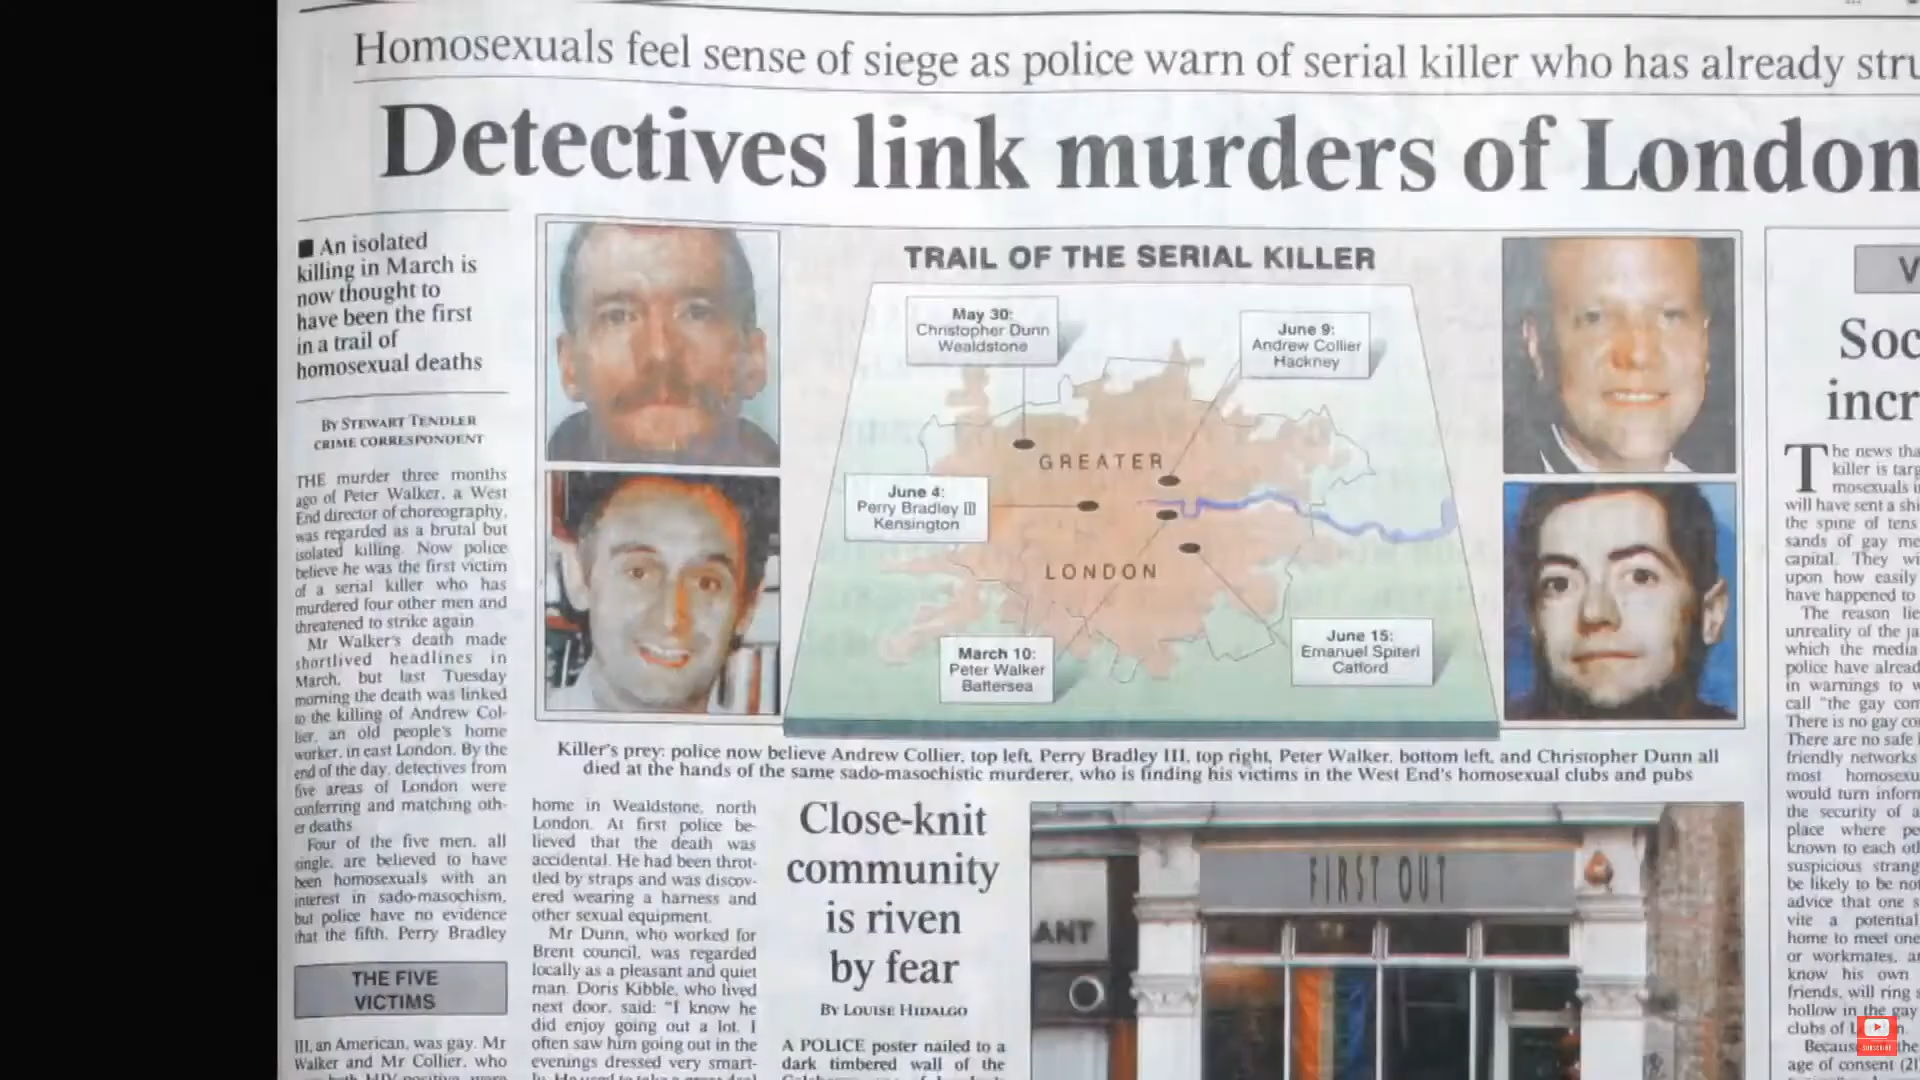 Homosexuals feel sense of siege as police warn of serial killer who has already stru
Detectives link murders of London
■ An isolated
killing in March is
now thought to
have been the first
in a trail of
homosexual deaths
BY STEWART TENDLER
CRIME CORRESPONDENT
THE murder three months
ago of Peter Walker, a West
End director of choreography,
was regarded as a brutal but
isolated killing. Now police
believe he was the first victim
of a serial killer who has
murdered four other men and
threatened to strike again
Mr Walker's death made
shortlived headlines in
March, but last Tuesday
morning the death was linked
to the killing of Andrew Col-
lier, an old people's home
worker, in east London. By the
end of the day, detectives from
five areas of London were
conferring and matching oth-
er deaths
Four of the five men, all
single, are believed to have
been homosexuals with an
interest in sado-masochism,
but police have no evidence
that the fifth, Perry Bradley
THE FIVE
VICTIMS
III, an American, was gay. Mr
Walker and Mr Collier, who
TRAIL OF THE SERIAL KILLER
May 30:
Christopher Dunn
Wealdstone
June 9:
Andrew Collier
Hackney
GREATER
June 4:
Perry Bradley III
Kensington
LONDON
March 10:
Peter Walker
Battersea
June 15:
Emanuel Spiteri
Catford
Killer's prey: police now believe Andrew Collier, top left, Perry Bradley III, top right, Peter Walker, bottom left, and Christopher Dunn all
died at the hands of the same sado-masochistic murderer, who is finding his victims in the West End's homosexual clubs and pubs
home in Wealdstone, north
London. At first police be-
lieved that the death was
accidental. He had been throt-
tled by straps and was discov-
ered wearing a harness and
other sexual equipment.
Mr Dunn, who worked for
Brent council, was regarded
locally as a pleasant and quiet
man. Doris Kibble, who lived
next door, said: "I know he
did enjoy going out a lot. I
often saw him going out in the
evenings dressed very smart-
Close-knit
community
is riven
by fear
BY LOUISE HIDALGO
A POLICE poster nailed to a
dark timbered wall of the
ANT
FIRST OUT
V
Soc
incr
The news tha
killer is targ
mosexuals i
will have sent a shi
the spine of tens
sands of gay me
capital. They wi
upon how easily
have happened to
The reason lie
unreality of the ja
which the media
police have alread
in warnings to w
call "the gay com
There is no gay co
There are no safe
friendly networks
most homosexu
would turn inform
the security of a
place where pe
known to each oth
suspicious strang
be likely to be not
advice that one s
vite a potential
home to meet one
or workmates, a
know his own
friends, will ring s
hollow in the gay
clubs of L n.
Becaus the
age of consent (21
SUBSCRIBE